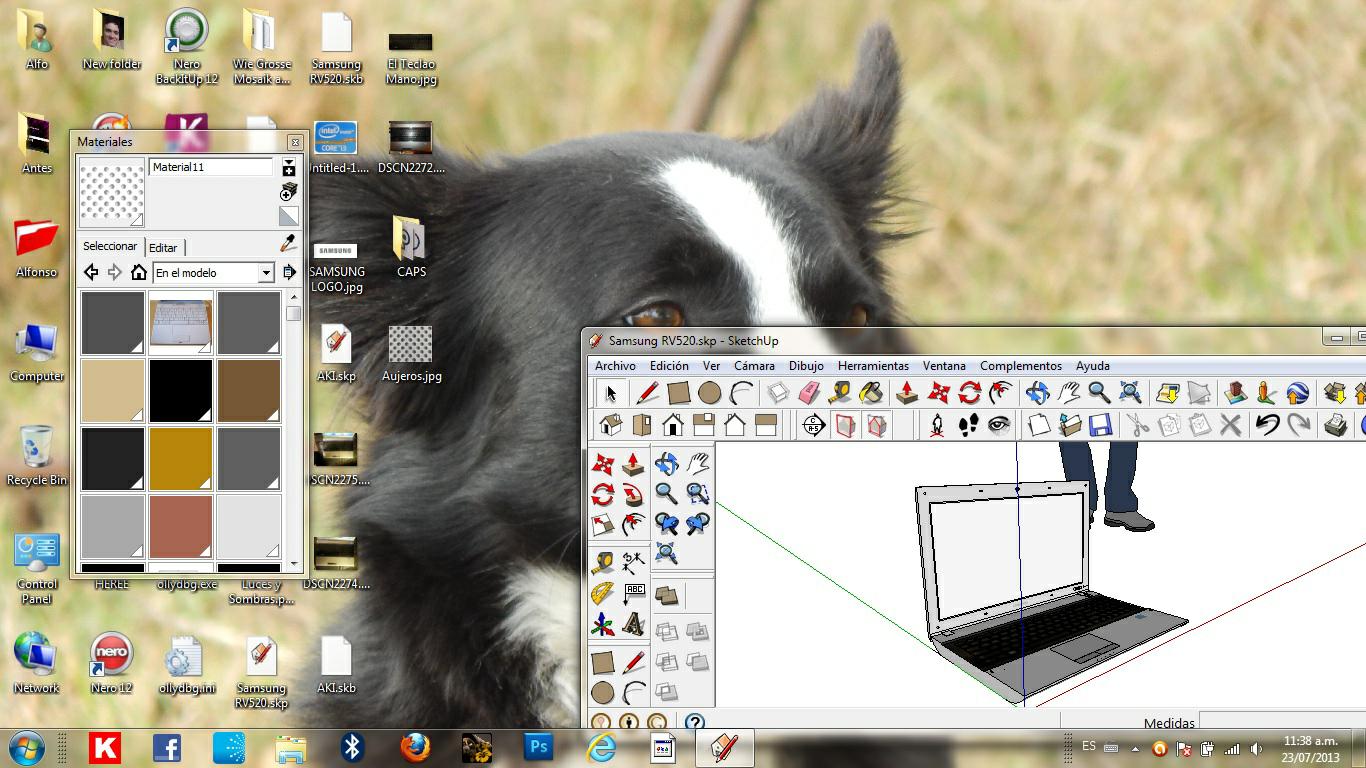 Alfo
New folder
Nero
BackItUp 12
Wie Grosse
Mosaik a...
Samsung
RV520.skb
El Teclao
Mano.jpg
Antes
Untitled-1....
DSCN2272....
Alfonso
SAMSUNG
SAMSUNG
LOGO.jpg
CAPS
Computer
AKI.skp
Aujeros.jpg
Recycle Bin
DSCN2275....
Control
Panel
HEREE
ollydbg.exe
Luces y
Sombras.p...
DSCN2274....
Network
Nero 12
ollydbg.ini
Samsung
RV520.skp
AKI.skb
Materiales
Material11
Seleccionar
Editar
En el modelo
Samsung RV520.skp - SketchUp
Archivo Edición Ver Cámara Dibujo Herramientas Ventana Complementos Ayuda
ABC
Medidas
ES
11:38 a.m.
23/07/2013